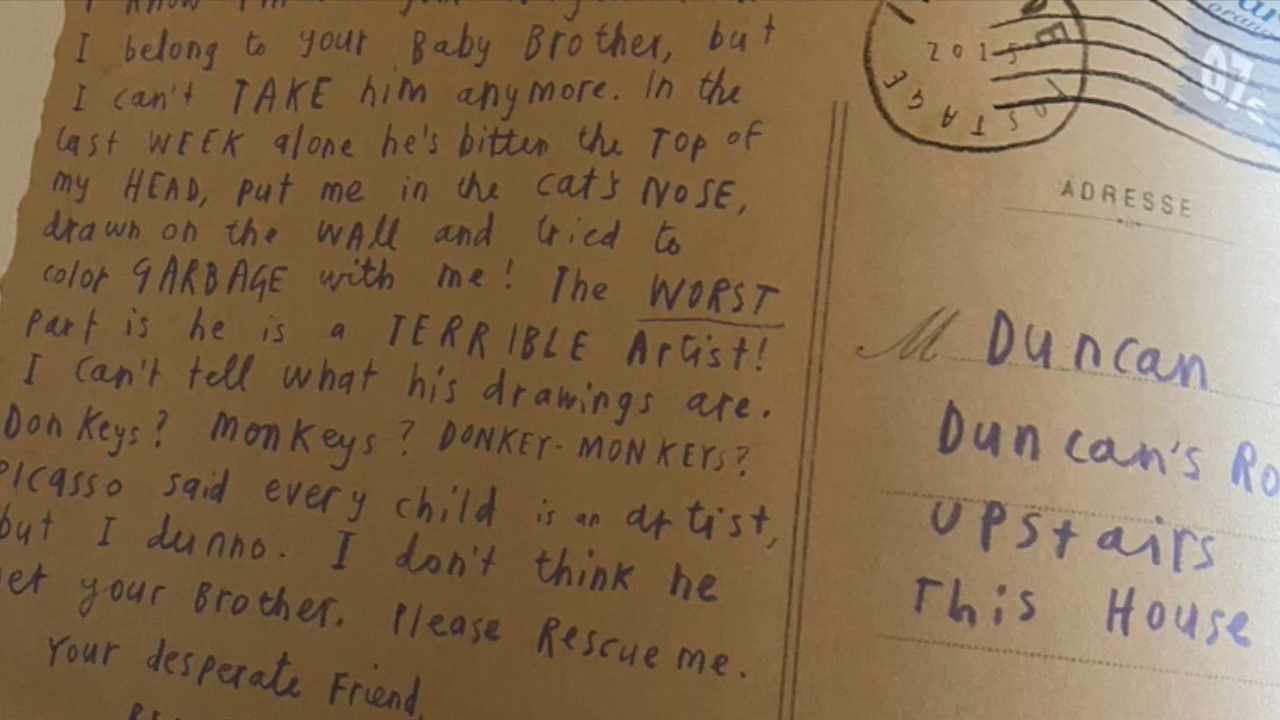 I belong to your Baby Brother, but
I can't TAKE him anymore. In the
last WEEK alone he's bitten the TOP of
my HEAD, put me in the cat's NOSE,
drawn on the WAll and tried to
color GARBAGE with me! The WORST
part is he is a TERRIBLE Artist!
I can't tell what his drawings are.
Donkeys? Monkeys? DONKEY-MONKEYS?
Picasso said every child is an artist,
but I dunno. I don't think he
met your Brother. Please Rescue me.
Your desperate Friend,
2015
POSTAGE
07c
ADRESSE
M Duncan
Duncan's
Upstairs
This House